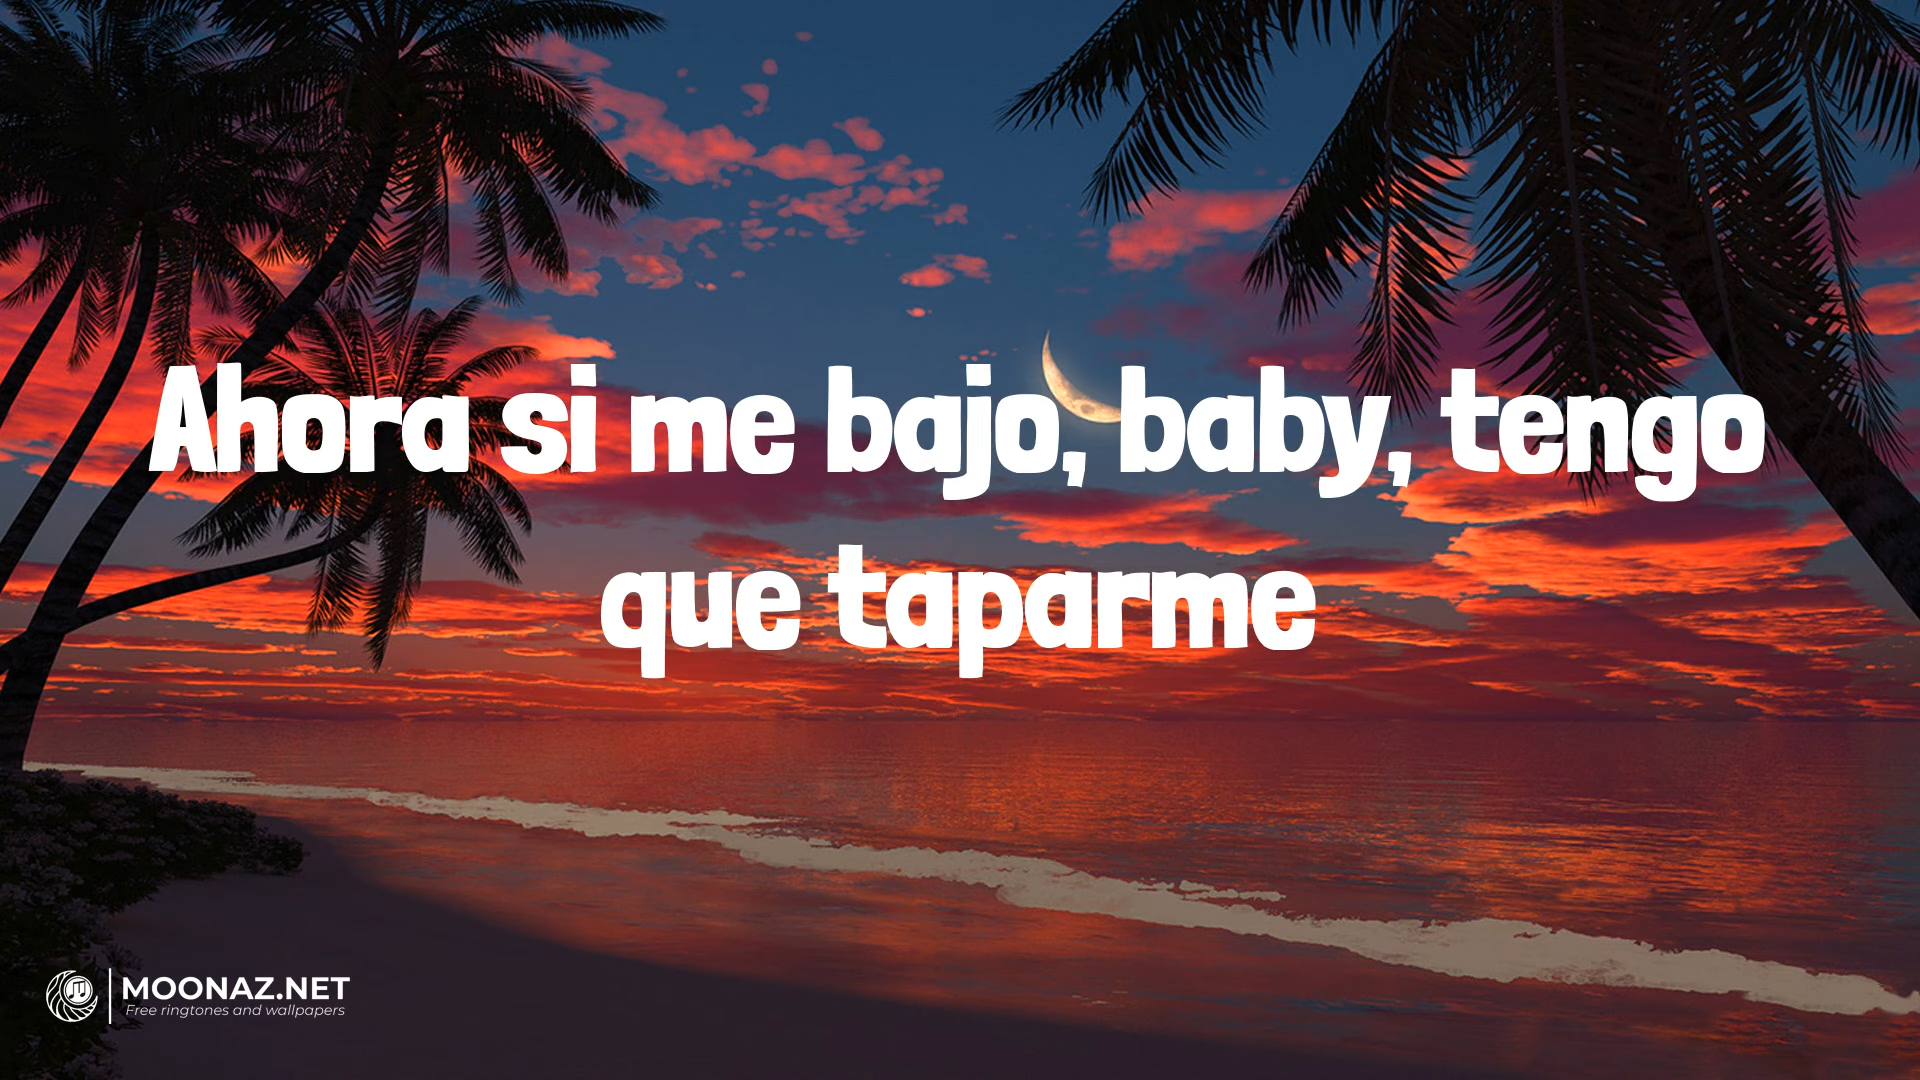 Ahora si me bajo, baby, tengo
que taparme
MOONAZ.NET
Free ringtones and wallpapers